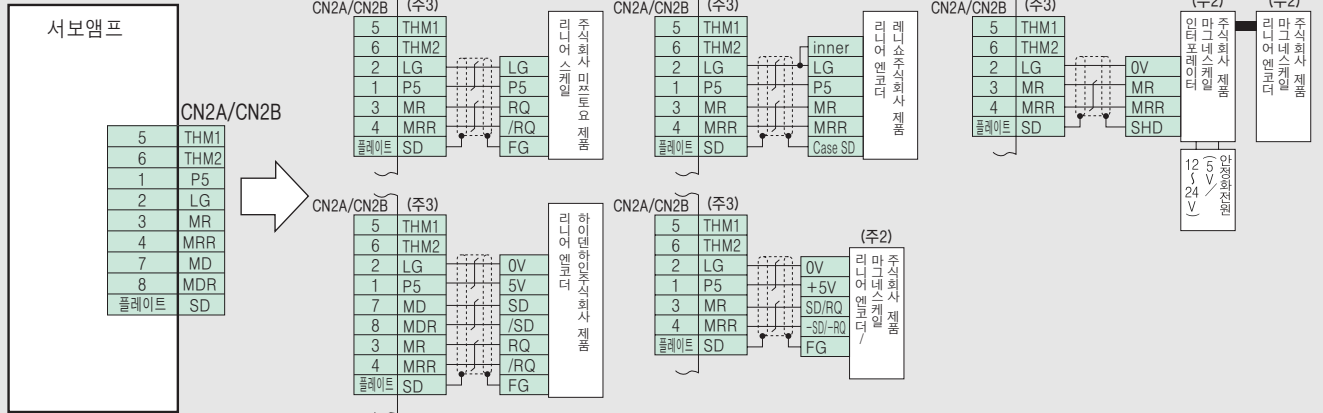 서보앰프
CN2A/CN2B
5 THM1
6 THM2
1 P5
2 LG
3 MR
4 MRR
7 MD
8 MDR
플레이트 SD
CN2A/CN2B (주3)
5 THM1
6 THM2
2 LG LG
1 P5 P5
3 MR RQ
4 MRR /RQ
플레이트 SD FG
주식회사 미쯔토요 제품
리니어 스케일
CN2A/CN2B (주3)
5 THM1
6 THM2 inner
2 LG LG
1 P5 P5
3 MR MR
4 MRR MRR
플레이트 SD Case SD
레니쇼주식회사 제품
리니어 엔코더
CN2A/CN2B (주3)
5 THM1
6 THM2
2 LG 0V
3 MR MR
4 MRR MRR
플레이트 SD SHD
(주2)
주식회사 제품
마그네스케일
인터포레이터
(주2)
주식회사 제품
마그네스케일
리니어 엔코더
안정화전원
(5V/
12~24V)
CN2A/CN2B (주3)
5 THM1
6 THM2
2 LG 0V
1 P5 5V
7 MD SD
8 MDR /SD
3 MR RQ
4 MRR /RQ
플레이트 SD FG
하이덴하인주식회사 제품
리니어 엔코더
CN2A/CN2B (주3)
5 THM1
6 THM2
2 LG 0V
1 P5 +5V
3 MR SD/RQ
4 MRR -SD/-RQ
플레이트 SD FG
(주2)
주식회사 제품
마그네스케일
리니어 엔코더/